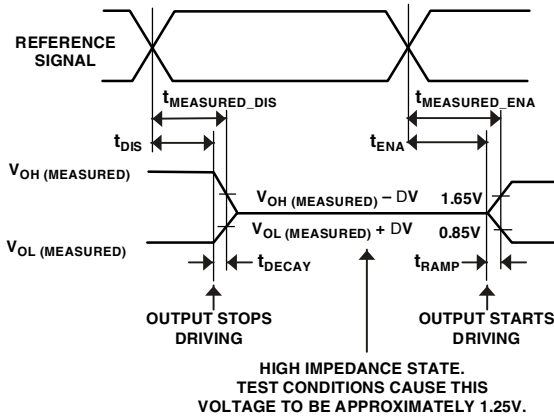 REFERENCE
SIGNAL
tMEASURED_DIS
tMEASURED_ENA
tDIS
tENA
VOH (MEASURED)
VOH (MEASURED) – DV
1.65V
VOL (MEASURED) + DV
0.85V
VOL (MEASURED)
tDECAY
tRAMP
OUTPUT STOPS
DRIVING
OUTPUT STARTS
DRIVING
HIGH IMPEDANCE STATE.
TEST CONDITIONS CAUSE THIS
VOLTAGE TO BE APPROXIMATELY 1.25V.